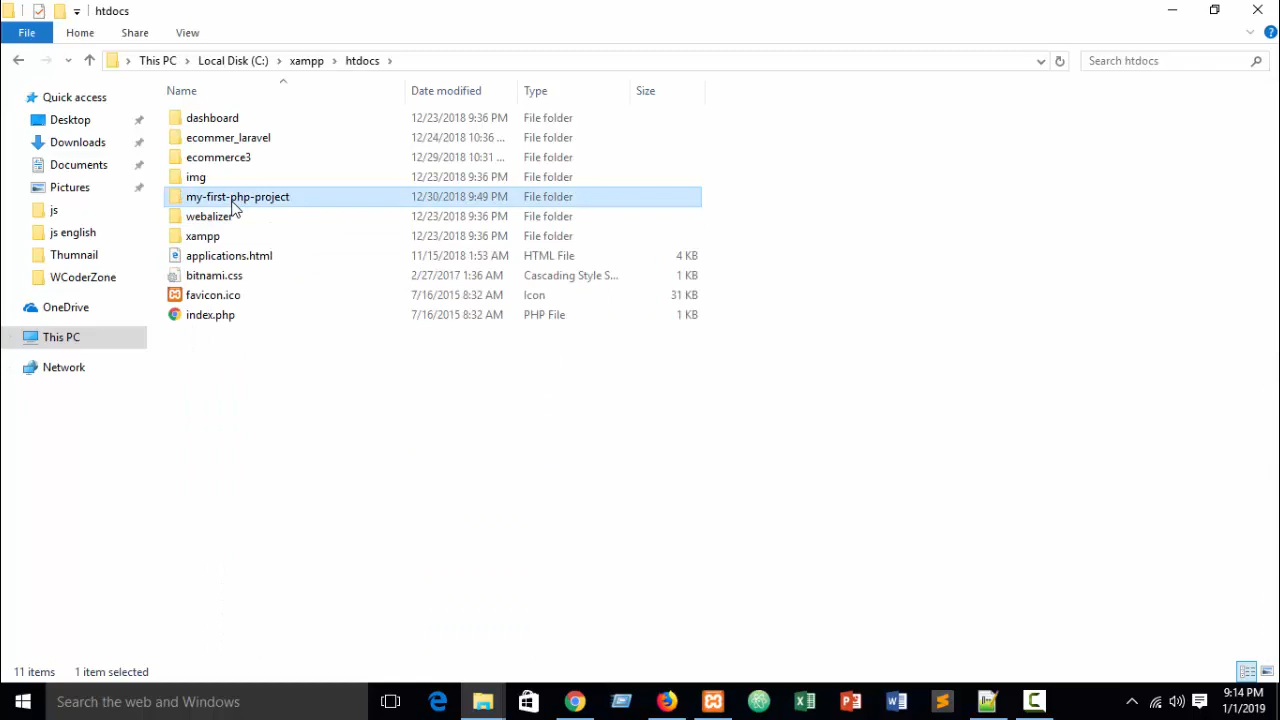 htdocs
File Home Share View
This PC Local Disk (C:) xampp htdocs Search htdocs
Name Date modified Type Size
Quick access
Desktop
Downloads
Documents
Pictures
js
js english
Thumnail
WCoderZone
OneDrive
This PC
Network
dashboard 12/23/2018 9:36 PM File folder
ecommer_laravel 12/24/2018 10:36 ... File folder
ecommerce3 12/29/2018 10:31 ... File folder
img 12/23/2018 9:36 PM File folder
my-first-php-project 12/30/2018 9:49 PM File folder
webalizer 12/23/2018 9:36 PM File folder
xampp 12/23/2018 9:36 PM File folder
applications.html 11/15/2018 1:53 AM HTML File 4 KB
bitnami.css 2/27/2017 1:36 AM Cascading Style S... 1 KB
favicon.ico 7/16/2015 8:32 AM Icon 31 KB
index.php 7/16/2015 8:32 AM PHP File 1 KB
11 items 1 item selected
Search the web and Windows
9:14 PM
1/1/2019